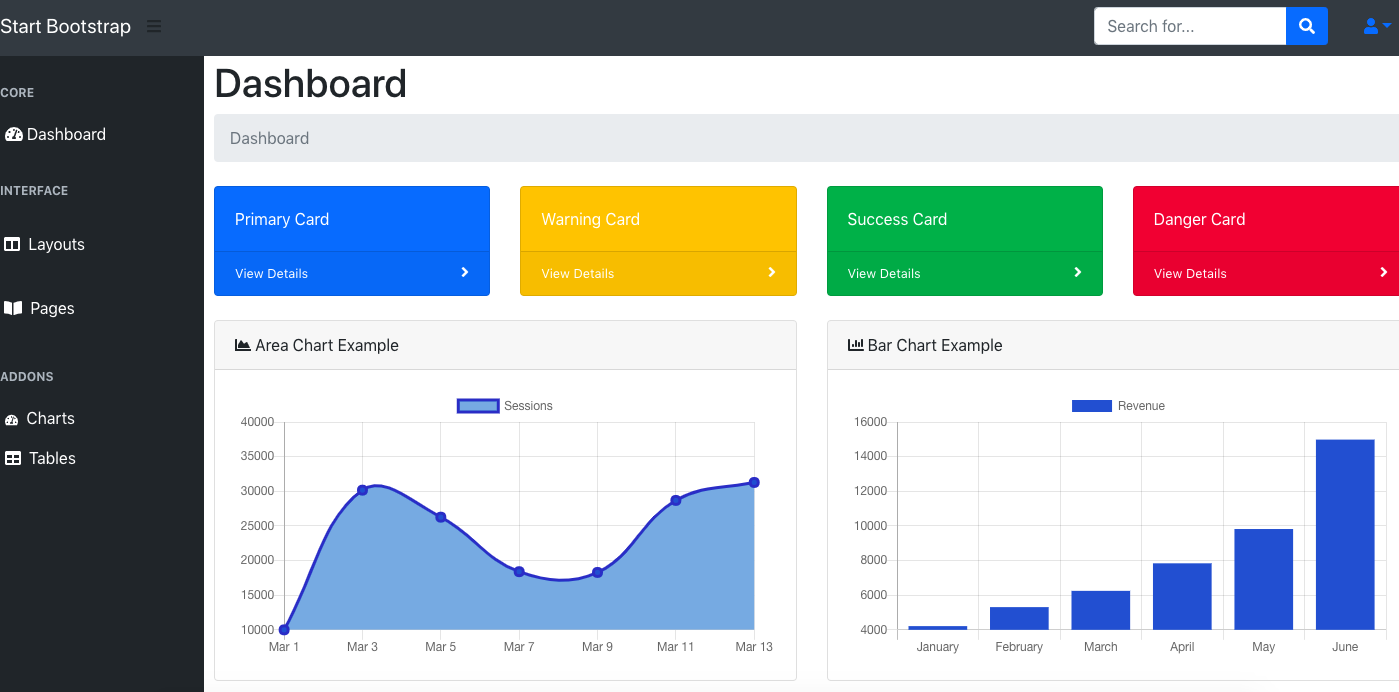 Start Bootstrap
Search for...
CORE
Dashboard
INTERFACE
Layouts
Pages
ADDONS
Charts
Tables
Dashboard
Dashboard
Primary Card
View Details
Warning Card
View Details
Success Card
View Details
Danger Card
View Details
Area Chart Example
Sessions
40000
35000
30000
25000
20000
15000
10000
Mar 1 Mar 3 Mar 5 Mar 7 Mar 9 Mar 11 Mar 13
Bar Chart Example
Revenue
16000
14000
12000
10000
8000
6000
4000
January February March April May June